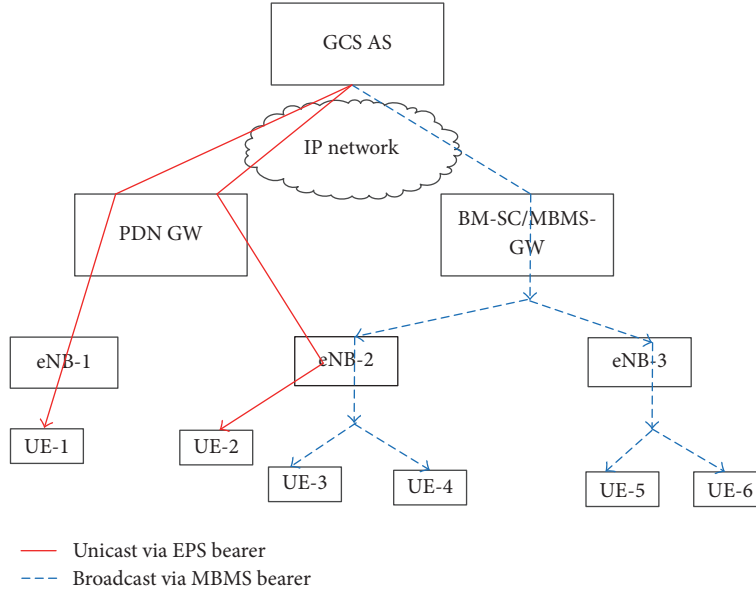 GCS AS
IP network
PDN GW
BM-SC/MBMS-
GW
eNB-1
eNB-2
eNB-3
UE-1
UE-2
UE-3
UE-4
UE-5
UE-6
Unicast via EPS bearer
Broadcast via MBMS bearer